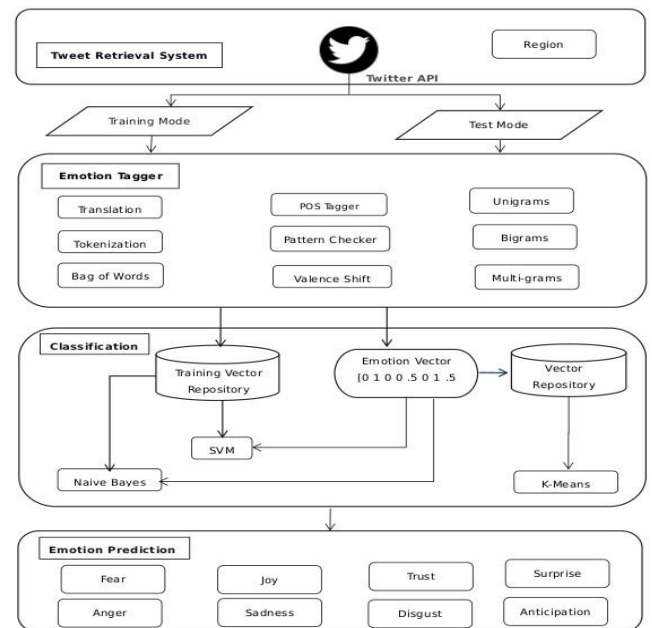 Tweet Retrieval System
Region
Twitter API
Training Mode
Test Mode
Emotion Tagger
Translation
POS Tagger
Unigrams
Tokenization
Pattern Checker
Bigrams
Bag of Words
Valence Shift
Multi-grams
Classification
Training Vector
Repository
Emotion Vector
[0 1 0 0 .5 0 1 .5
Vector
Repository
SVM
Naive Bayes
K-Means
Emotion Prediction
Fear
Joy
Trust
Surprise
Anger
Sadness
Disgust
Anticipation